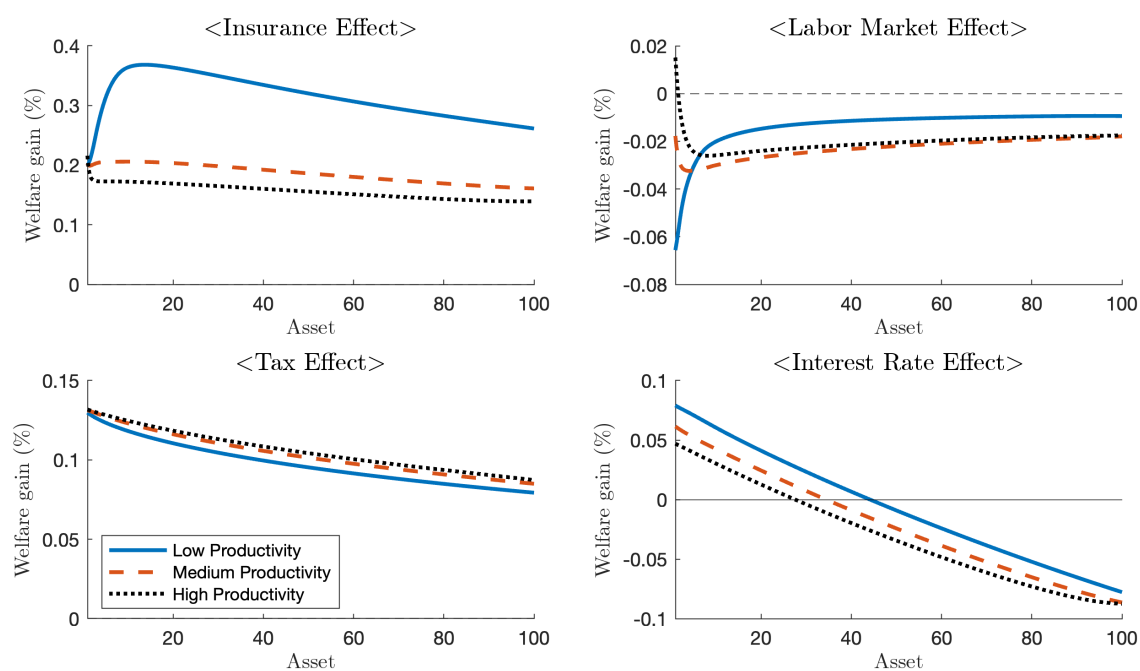 <Insurance Effect>
Welfare gain (%)
0.4
0.3
0.2
0.1
0
20
40
60
80
100
Asset
<Labor Market Effect>
Welfare gain (%)
0.02
0
-0.02
-0.04
-0.06
-0.08
20
40
60
80
100
Asset
<Tax Effect>
Welfare gain (%)
0.15
0.1
0.05
0
Low Productivity
Medium Productivity
High Productivity
20
40
60
80
100
Asset
<Interest Rate Effect>
Welfare gain (%)
0.1
0.05
0
-0.05
-0.1
20
40
60
80
100
Asset